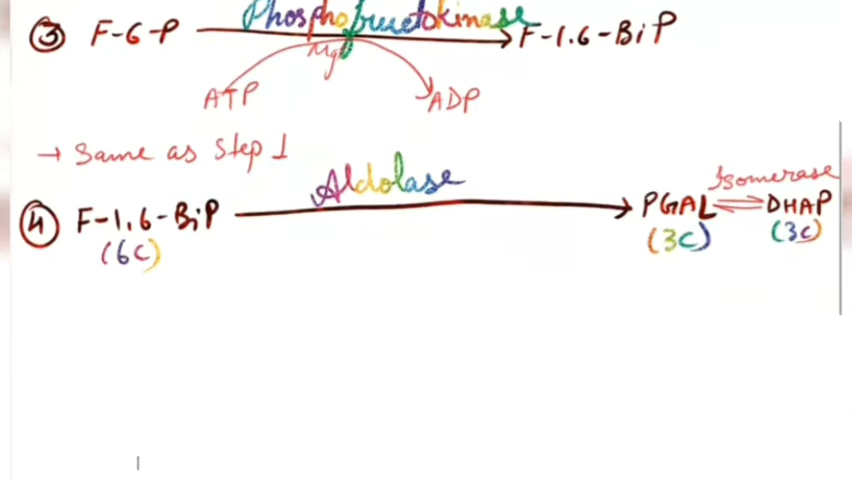 Phosphofructokinase
③ F-6-P F-1.6-BiP
Mg
ATP ADP
→ Same as Step 1
Aldolase Isomerase
④ F-1,6-BiP PGAL DHAP
(6C) (3C) (3C)